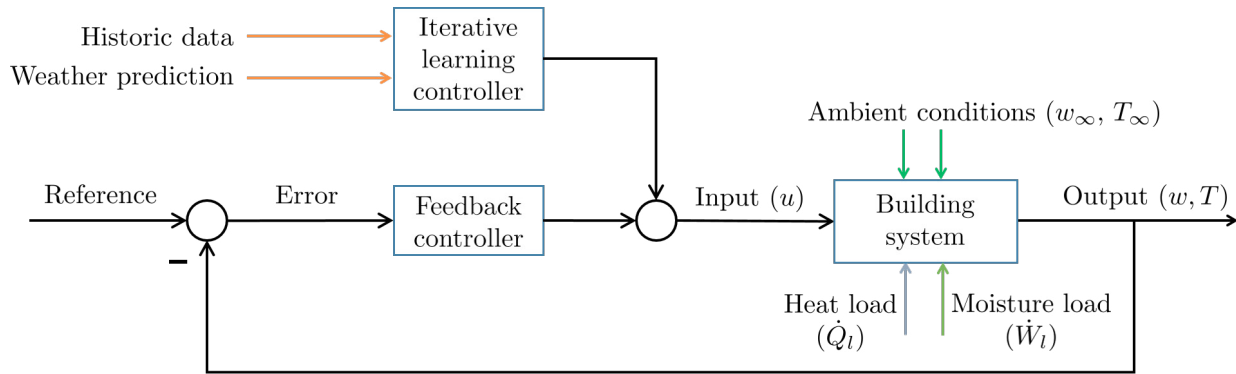 Historic data
Weather prediction
Iterative
learning
controller
Ambient conditions (w∞, T∞)
Reference
Error
Feedback
controller
Input (u)
Building
system
Output (w, T)
−
Heat load
(Q̇l)
Moisture load
(Ẇl)